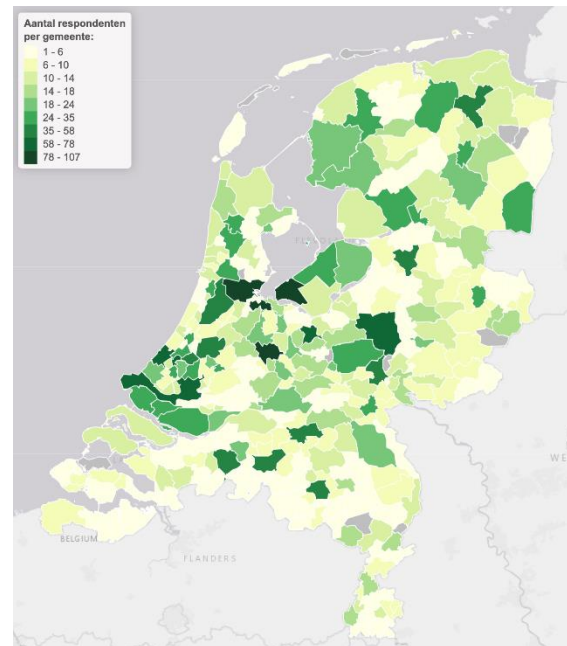 Aantal respondenten
per gemeente:
1 - 6
6 - 10
10 - 14
14 - 18
18 - 24
24 - 35
35 - 58
58 - 78
78 - 107
BELGIUM
FLANDERS
WE